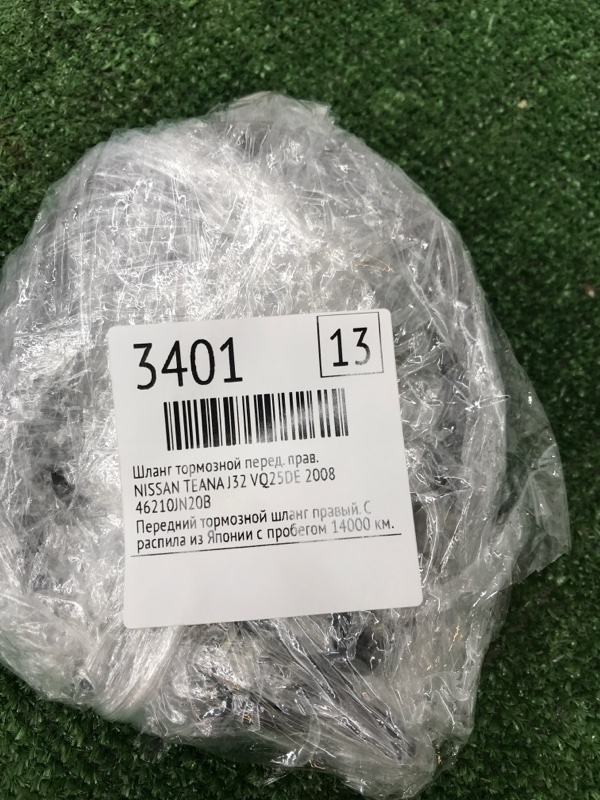 3401
13
Шланг тормозной перед. прав.
NISSAN TEANA J32 VQ25DE 2008
46210JN20B
Передний тормозной шланг правый. С
распила из Японии с пробегом 14000 км.